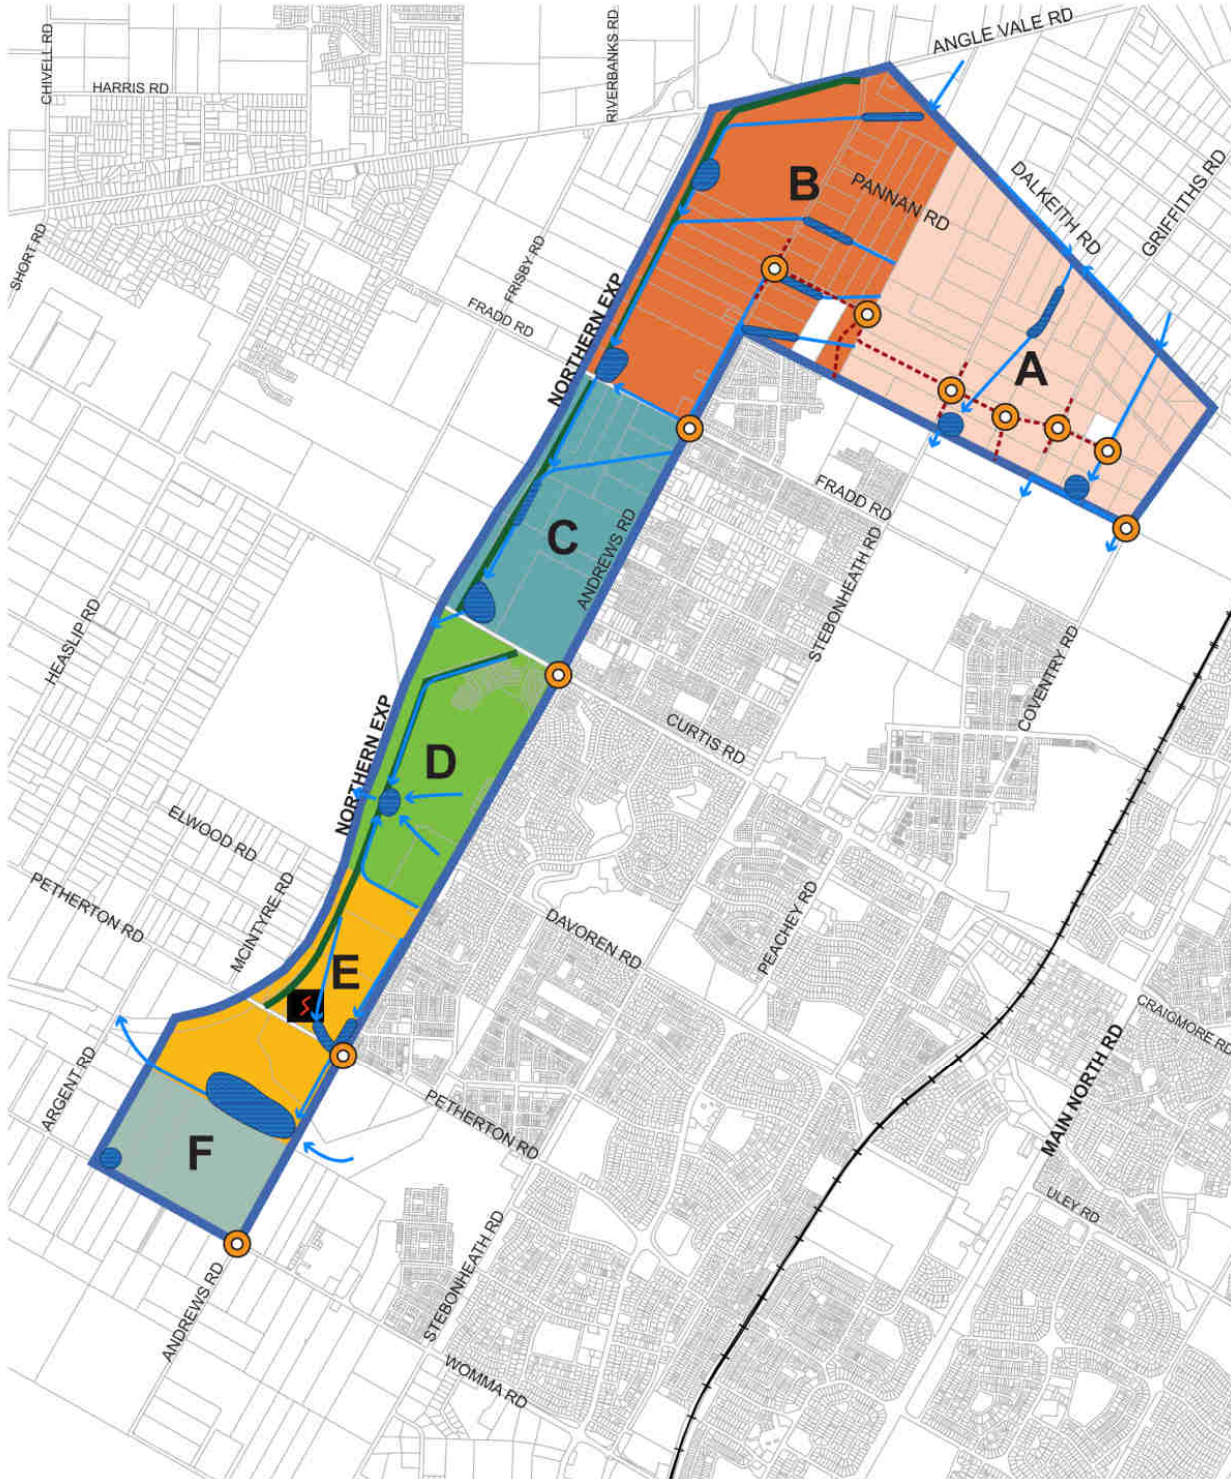 CHIVELL RD
HARRIS RD
RIVERBANKS RD
ANGLE VALE RD
B
PANNAN RD
DALKEITH RD
GRIFFITHS RD
SHORT RD
FRISBY RD
FRADD RD
NORTHERN EXP
A
C
ANDREWS RD
FRADD RD
STEBONHEATH RD
HEASLIP RD
COVENTRY RD
NORTHERN EXP
CURTIS RD
D
ELWOOD RD
PETHERTON RD
MCINTYRE RD
DAVOREN RD
PEACHEY RD
E
S
CRAIGMORE RD
MAIN NORTH RD
ARGENT RD
PETHERTON RD
F
ULEY RD
STEBONHEATH RD
ANDREWS RD
WOMMA RD